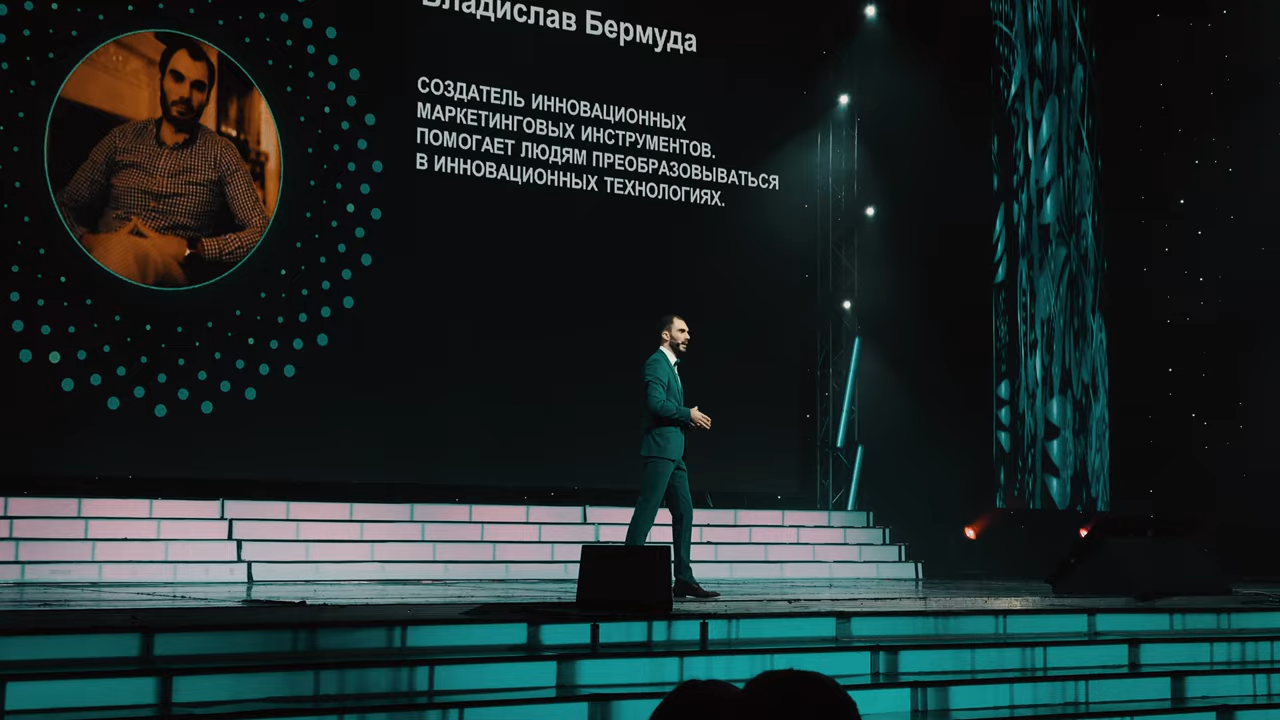 Владислав Бермуда
СОЗДАТЕЛЬ ИННОВАЦИОННЫХ
МАРКЕТИНГОВЫХ ИНСТРУМЕНТОВ.
ПОМОГАЕТ ЛЮДЯМ ПРЕОБРАЗОВЫВАТЬСЯ
В ИННОВАЦИОННЫХ ТЕХНОЛОГИЯХ.